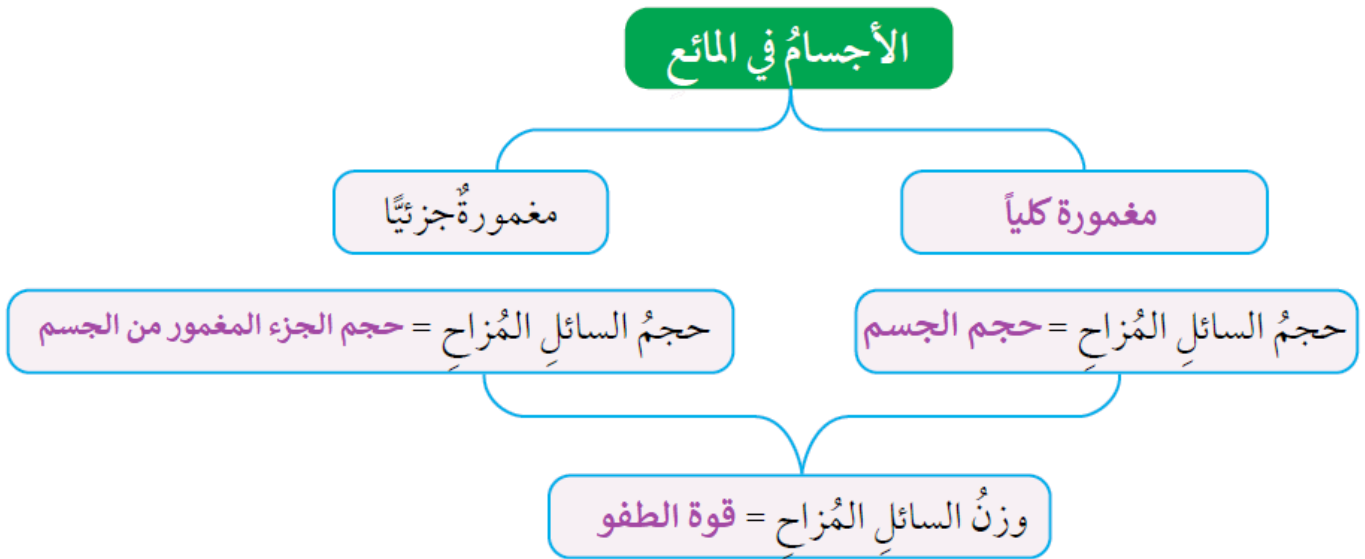 الأجسامُ في المائعِ
مغمورة كلياً
مغمورةٌ جزئيًّا
حجمُ السائلِ المُزاحِ = حجم الجسم
حجمُ السائلِ المُزاحِ = حجم الجزء المغمور من الجسم
وزنُ السائلِ المُزاحِ = قوة الطفو